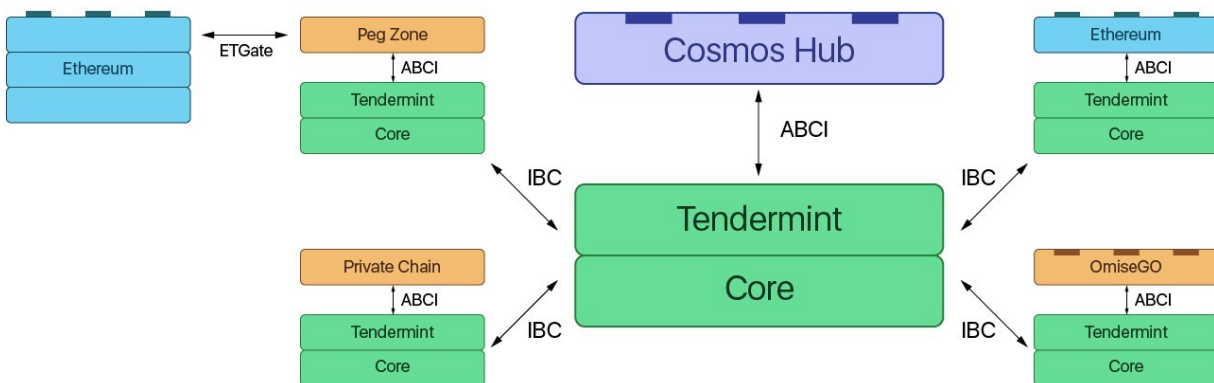 Ethereum
ETGate
Peg Zone
ABCI
Tendermint
Core
IBC
Cosmos Hub
ABCI
Tendermint
Core
Ethereum
ABCI
Tendermint
Core
IBC
Private Chain
ABCI
Tendermint
Core
IBC
OmiseGO
ABCI
Tendermint
Core
IBC